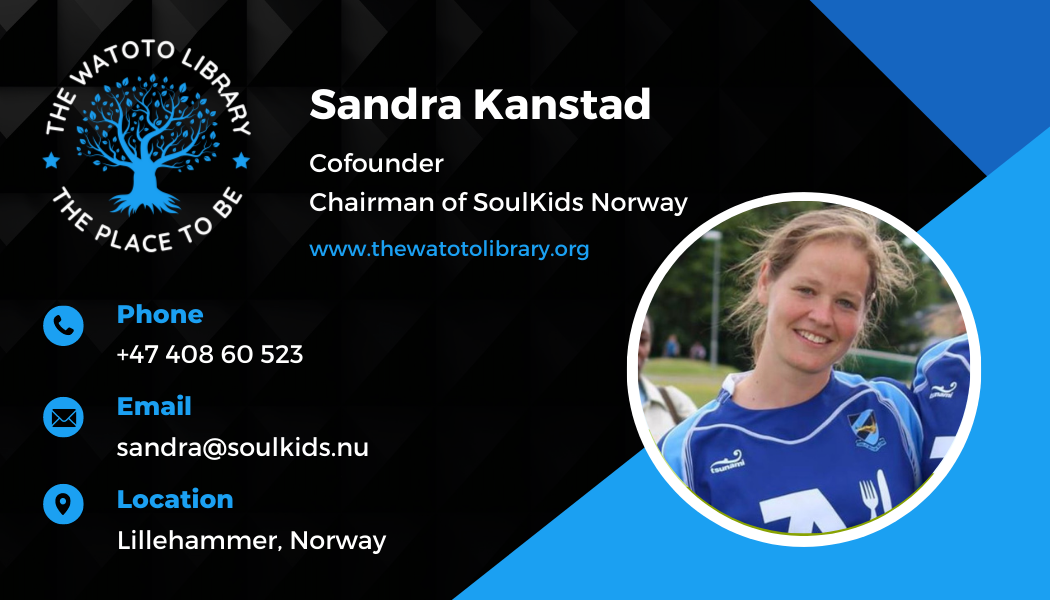 THE WATOTO LIBRARY
THE PLACE TO BE
Sandra Kanstad
Cofounder
Chairman of SoulKids Norway
www.thewatotolibrary.org
Phone
+47 408 60 523
Email
sandra@soulkids.nu
Location
Lillehammer, Norway
tsunami
tsunami